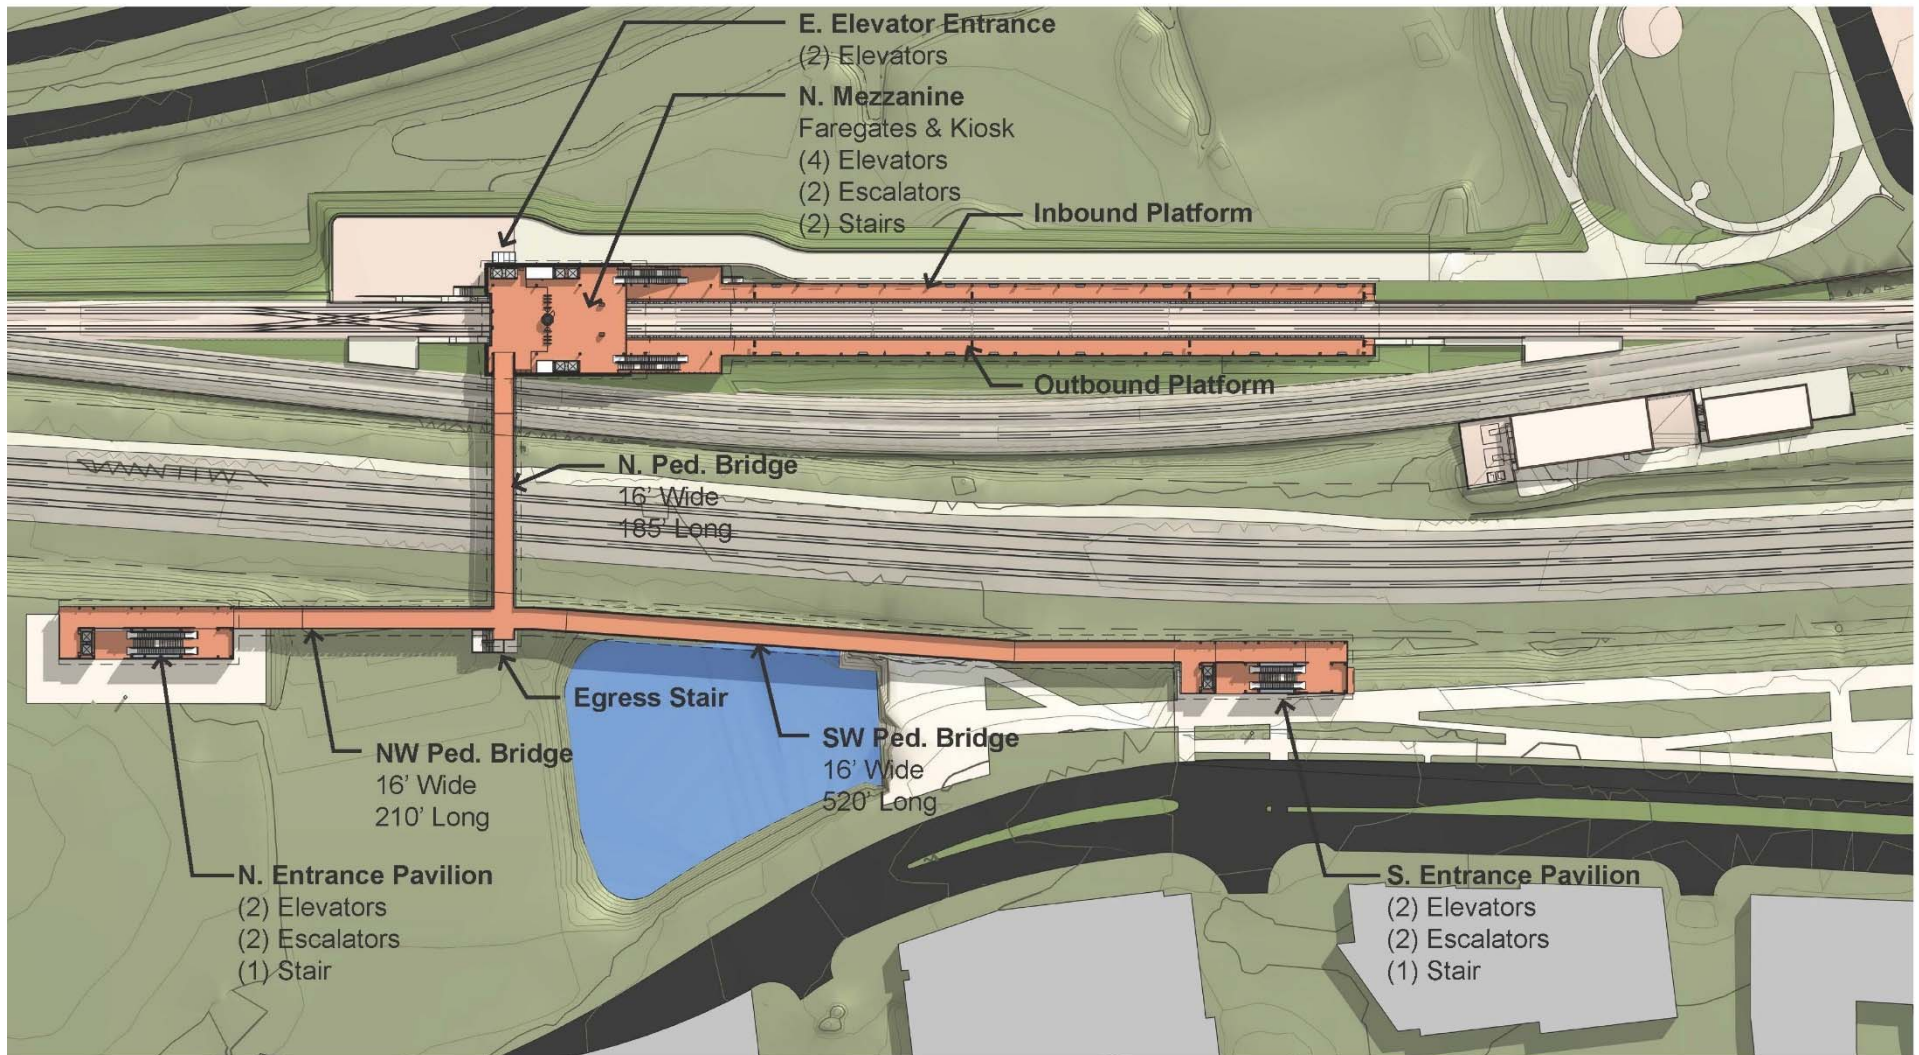 E. Elevator Entrance
(2) Elevators
N. Mezzanine
Faregates & Kiosk
(4) Elevators
(2) Escalators
(2) Stairs
Inbound Platform
Outbound Platform
N. Ped. Bridge
16' Wide
185' Long
Egress Stair
NW Ped. Bridge
16' Wide
210' Long
SW Ped. Bridge
16' Wide
520' Long
N. Entrance Pavilion
(2) Elevators
(2) Escalators
(1) Stair
S. Entrance Pavilion
(2) Elevators
(2) Escalators
(1) Stair